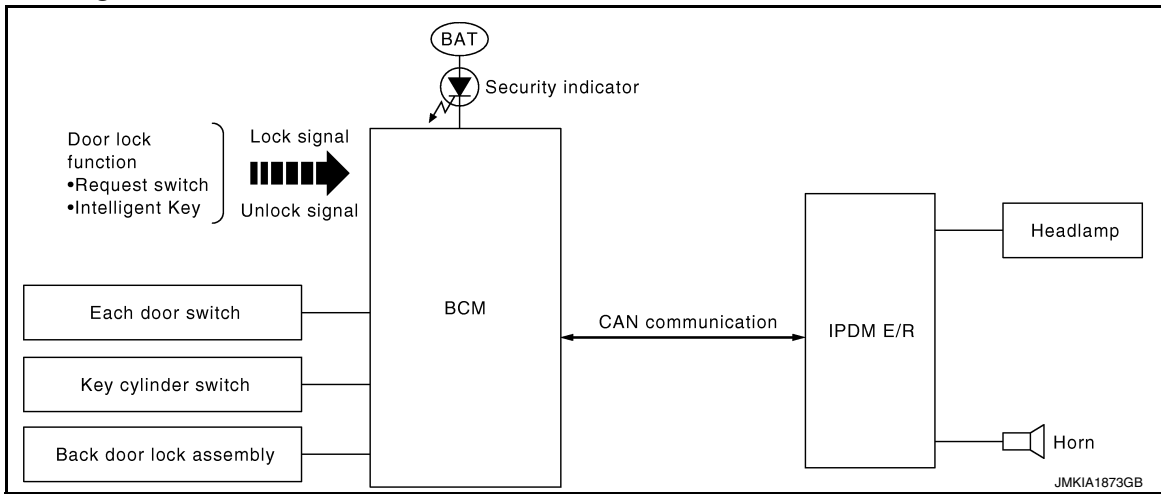 BAT
Security indicator
Door lock
function
•Request switch
•Intelligent Key
Lock signal
Unlock signal
Each door switch
Key cylinder switch
Back door lock assembly
BCM
CAN communication
IPDM E/R
Headlamp
Horn
JMKIA1873GB